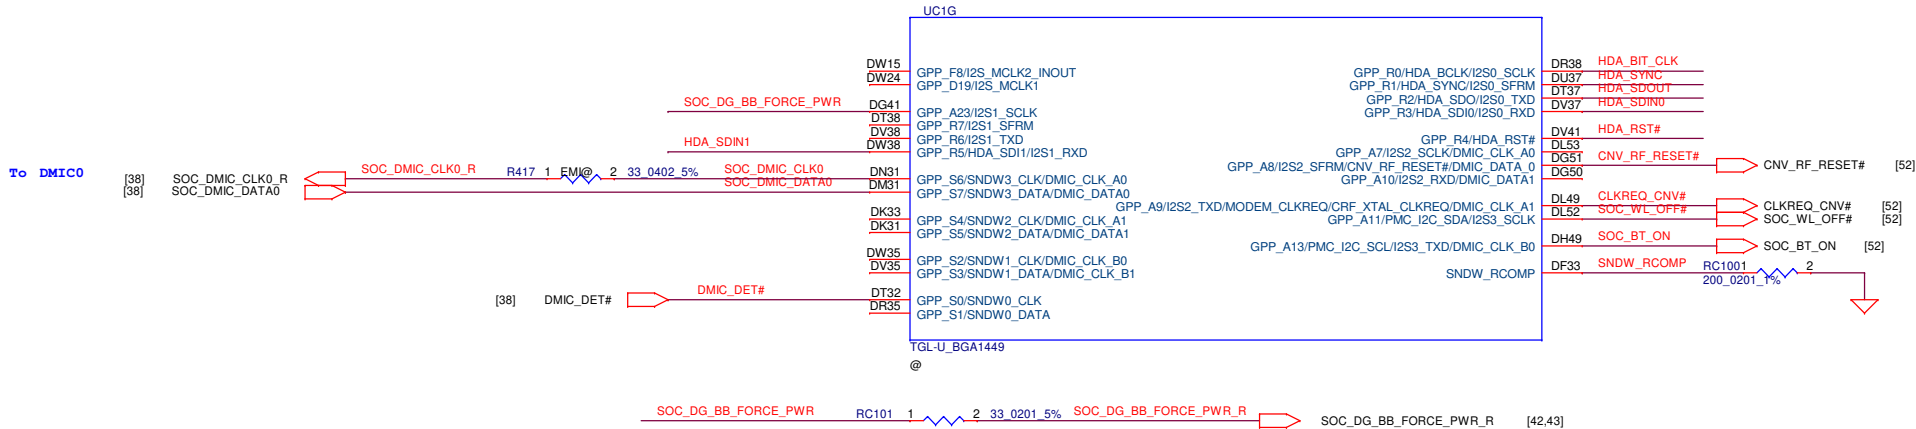 UC1G
DW15 GPP_F8/I2S_MCLK2_INOUT
DW24 GPP_D19/I2S_MCLK1
SOC_DG_BB_FORCE_PWR DG41 GPP_A23/I2S1_SCLK
DT38 GPP_R7/I2S1_SFRM
DV38 GPP_R6/I2S1_TXD
HDA_SDIN1 DW38 GPP_R5/HDA_SDI1/I2S1_RXD
To DMIC0
[38] SOC_DMIC_CLK0_R SOC_DMIC_CLK0_R R417 1 EMI@ 2 33_0402_5% SOC_DMIC_CLK0 DN31 GPP_S6/SNDW3_CLK/DMIC_CLK_A0
[38] SOC_DMIC_DATA0 SOC_DMIC_DATA0 DM31 GPP_S7/SNDW3_DATA/DMIC_DATA0
DK33 GPP_S4/SNDW2_CLK/DMIC_CLK_A1
DK31 GPP_S5/SNDW2_DATA/DMIC_DATA1
DW35 GPP_S2/SNDW1_CLK/DMIC_CLK_B0
DV35 GPP_S3/SNDW1_DATA/DMIC_CLK_B1
[38] DMIC_DET# DMIC_DET# DT32 GPP_S0/SNDW0_CLK
DR35 GPP_S1/SNDW0_DATA
GPP_R0/HDA_BCLK/I2S0_SCLK DR38 HDA_BIT_CLK
GPP_R1/HDA_SYNC/I2S0_SFRM DU37 HDA_SYNC
GPP_R2/HDA_SDO/I2S0_TXD DT37 HDA_SDOUT
GPP_R3/HDA_SDI0/I2S0_RXD DV37 HDA_SDIN0
GPP_R4/HDA_RST# DV41 HDA_RST#
GPP_A7/I2S2_SCLK/DMIC_CLK_A0 DL53
GPP_A8/I2S2_SFRM/CNV_RF_RESET#/DMIC_DATA_0 DG51 CNV_RF_RESET# CNV_RF_RESET# [52]
GPP_A10/I2S2_RXD/DMIC_DATA1 DG50
GPP_A9/I2S2_TXD/MODEM_CLKREQ/CRF_XTAL_CLKREQ/DMIC_CLK_A1 DL49 CLKREQ_CNV# CLKREQ_CNV# [52]
GPP_A11/PMC_I2C_SDA/I2S3_SCLK DL52 SOC_WL_OFF# SOC_WL_OFF# [52]
GPP_A13/PMC_I2C_SCL/I2S3_TXD/DMIC_CLK_B0 DH49 SOC_BT_ON SOC_BT_ON [52]
SNDW_RCOMP DF33 SNDW_RCOMP RC100 1 2
200_0201_1%
TGL-U_BGA1449
@
SOC_DG_BB_FORCE_PWR RC101 1 2 33_0201_5% SOC_DG_BB_FORCE_PWR_R SOC_DG_BB_FORCE_PWR_R [42,43]